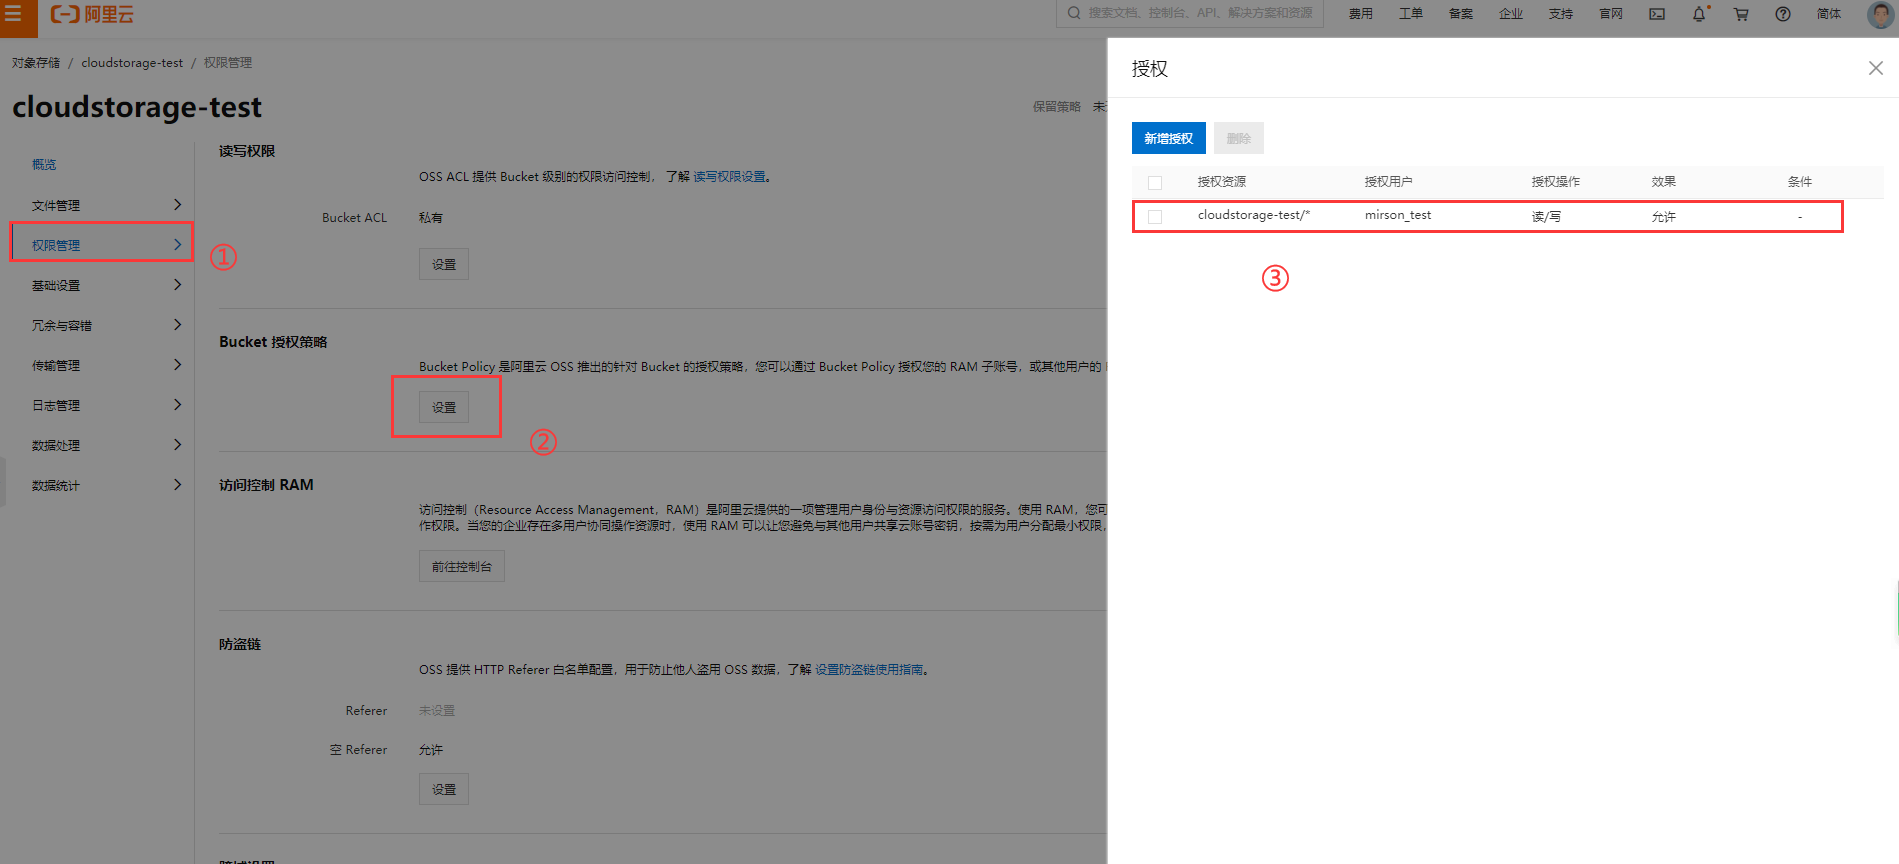 阿里云
搜索文档、控制台、API、解决方案和资源
费用
工单
备案
企业
支持
官网
简体
对象存储 / cloudstorage-test / 权限管理
cloudstorage-test
保留策略
概览
文件管理
权限管理
①
基础设置
冗余与容错
传输管理
日志管理
数据处理
数据统计
读写权限
OSS ACL 提供 Bucket 级别的权限访问控制， 了解 读写权限设置。
Bucket ACL 私有
设置
Bucket 授权策略
Bucket Policy 是阿里云 OSS 推出的针对 Bucket 的授权策略，您可以通过 Bucket Policy 授权您的 RAM 子账号，或其他用户的
设置
②
访问控制 RAM
访问控制（Resource Access Management，RAM）是阿里云提供的一项管理用户身份与资源访问权限的服务。使用 RAM，您可
作权限。当您的企业存在多用户协同操作资源时，使用 RAM 可以让您避免与其他用户共享云账号密钥，按需为用户分配最小权限，
前往控制台
防盗链
OSS 提供 HTTP Referer 白名单配置，用于防止他人盗用 OSS 数据，了解 设置防盗链使用指南。
Referer 未设置
空 Referer 允许
设置
授权
新增授权
删除
授权资源 授权用户 授权操作 效果 条件
cloudstorage-test/* mirson_test 读/写 允许 -
③